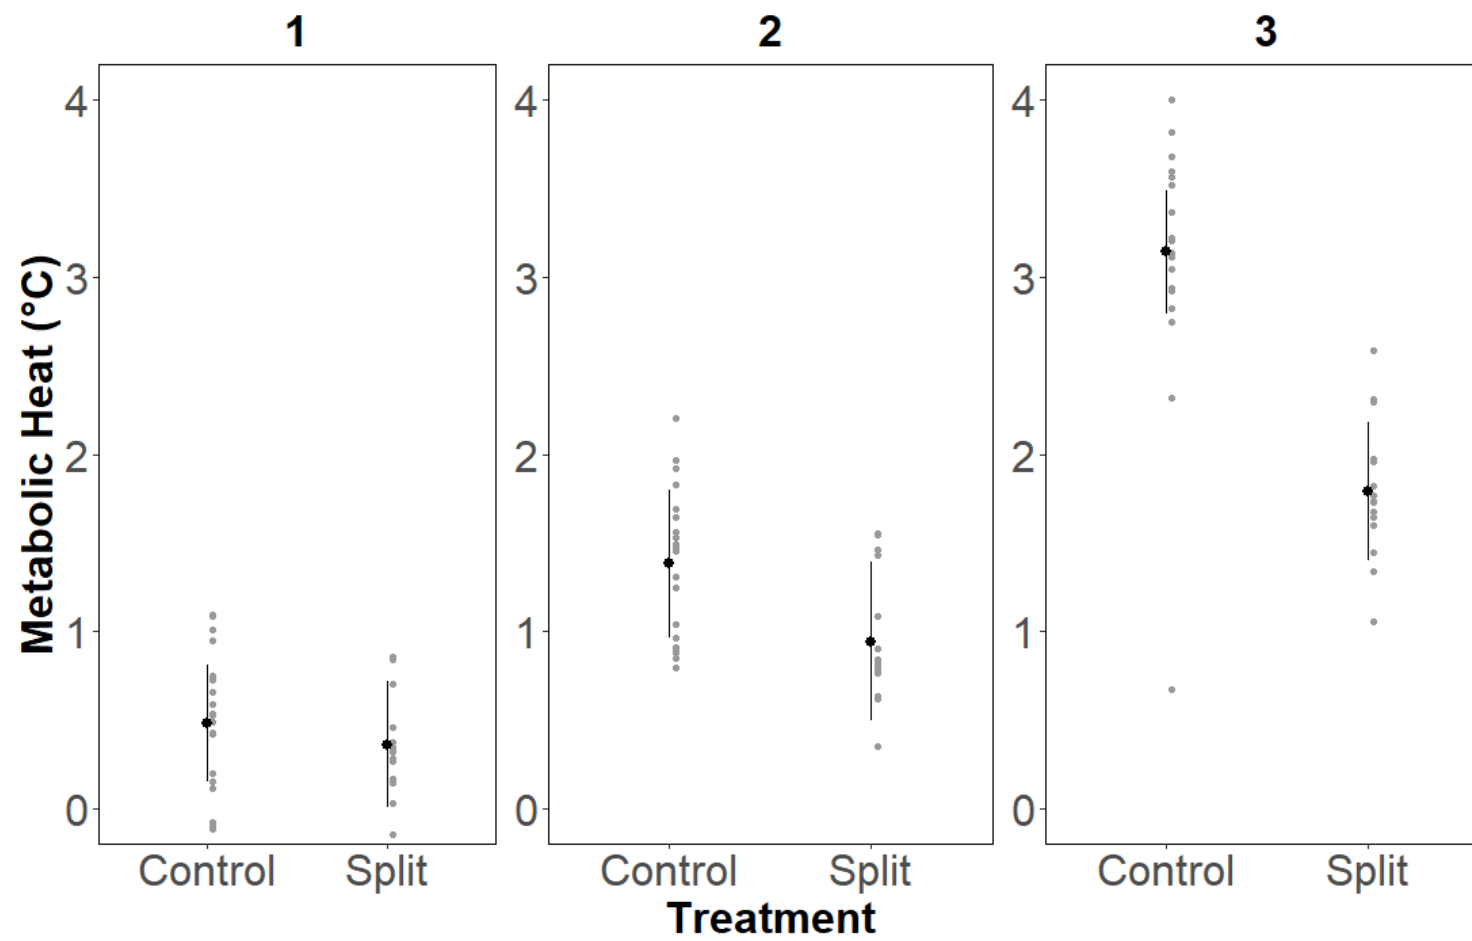 1 2 3
Metabolic Heat (°C)
4 4 4
3 3 3
2 2 2
1 1 1
0 0 0
Control Split Control Split Control Split
Treatment